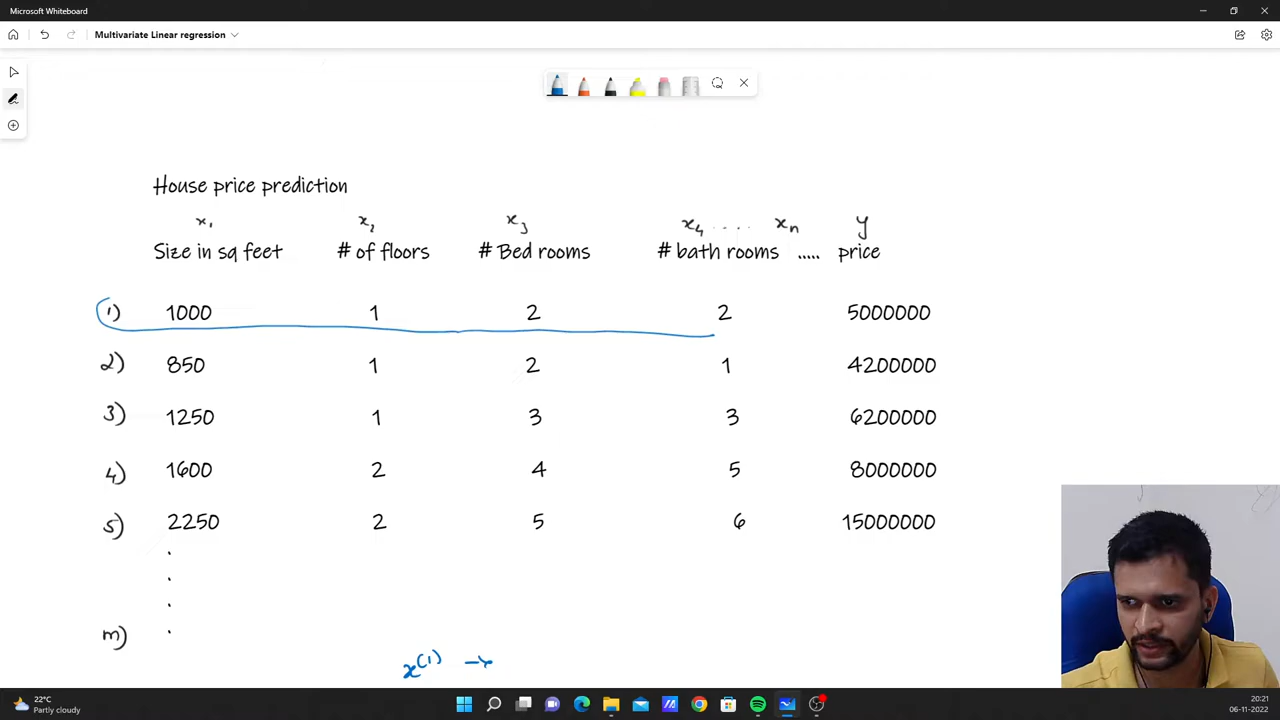 Microsoft Whiteboard
Multivariate Linear regression
House price prediction
x₁ x₂ x₃ x₄ ..... xₙ y
Size in sq feet # of floors # Bed rooms # bath rooms ..... price
1) 1000 1 2 2 5000000
2) 850 1 2 1 4200000
3) 1250 1 3 3 6200000
4) 1600 2 4 5 8000000
5) 2250 2 5 6 15000000
.
.
.
m) .
x⁽¹⁾ →
22°C
Partly cloudy
20:21
06-11-2022